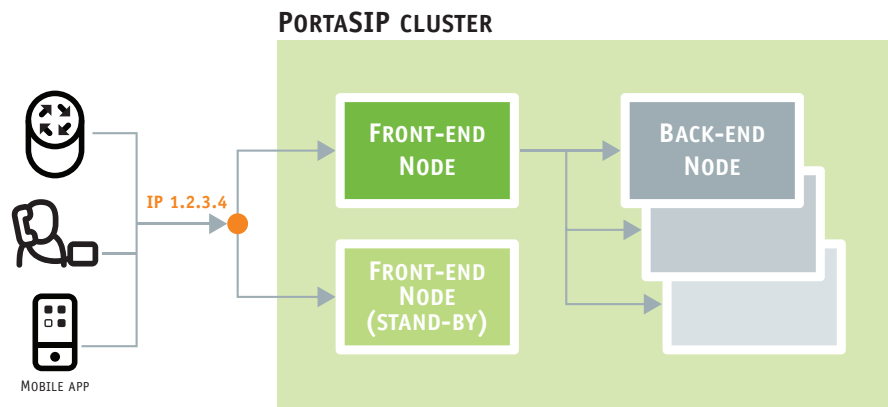 PORTASIP CLUSTER
IP 1.2.3.4
FRONT-END
NODE
BACK-END
NODE
FRONT-END
NODE
(STAND-BY)
MOBILE APP